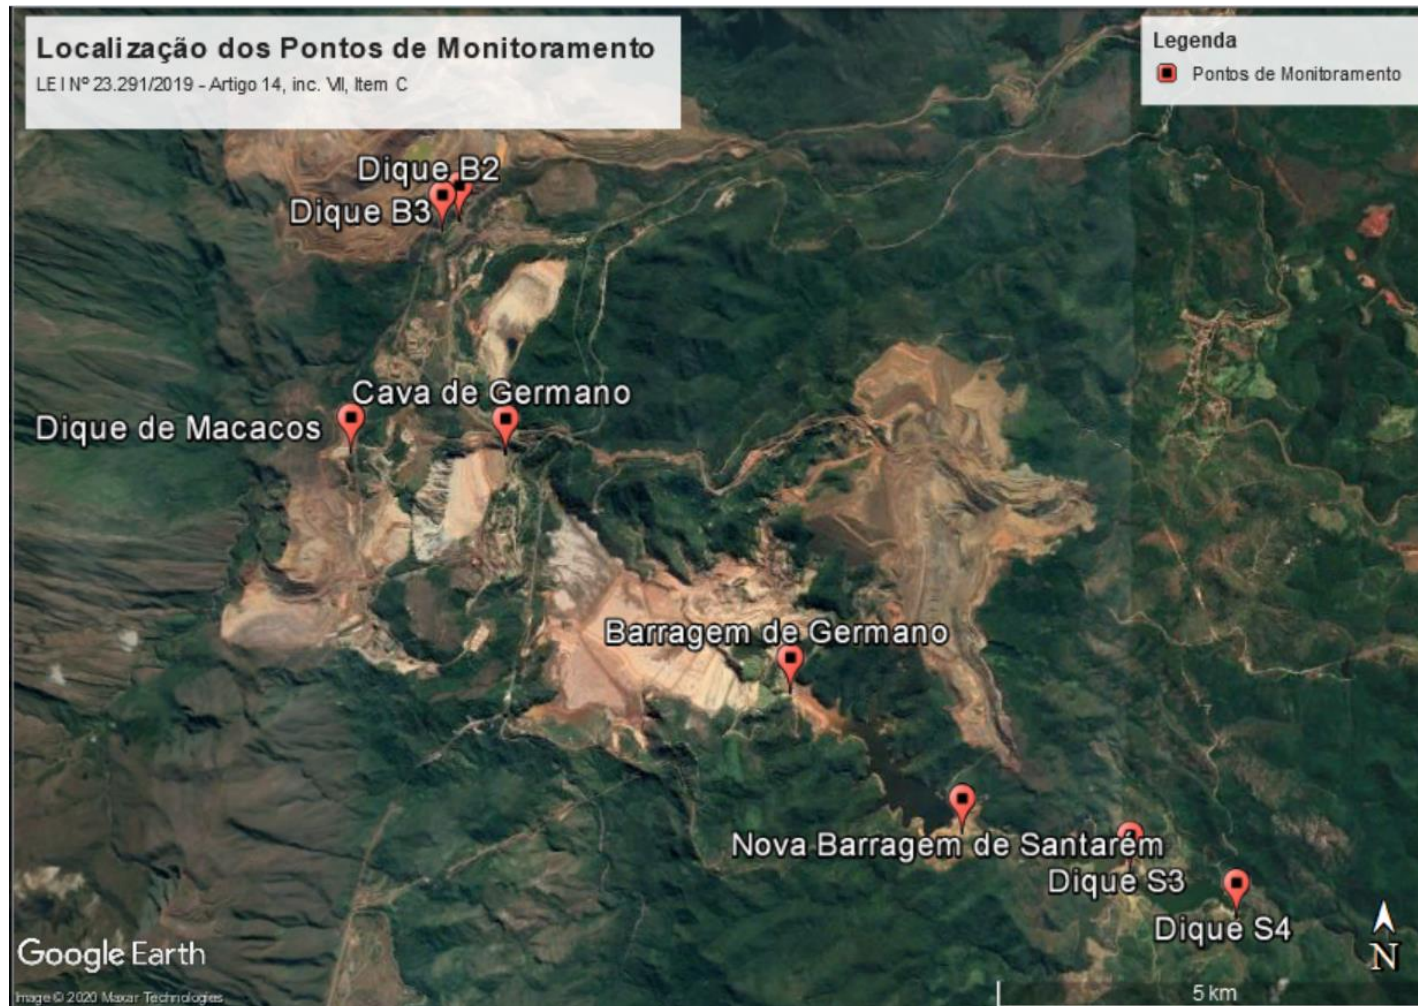 Localização dos Pontos de Monitoramento
LEI Nº 23.291/2019 - Artigo 14, inc. VII, Item C
Legenda
Pontos de Monitoramento
Dique B2
Dique B3
Cava de Germano
Dique de Macacos
Barragem de Germano
Nova Barragem de Santarém
Dique S3
Dique S4
N
Google Earth
Image © 2020 Maxar Technologies
5 km